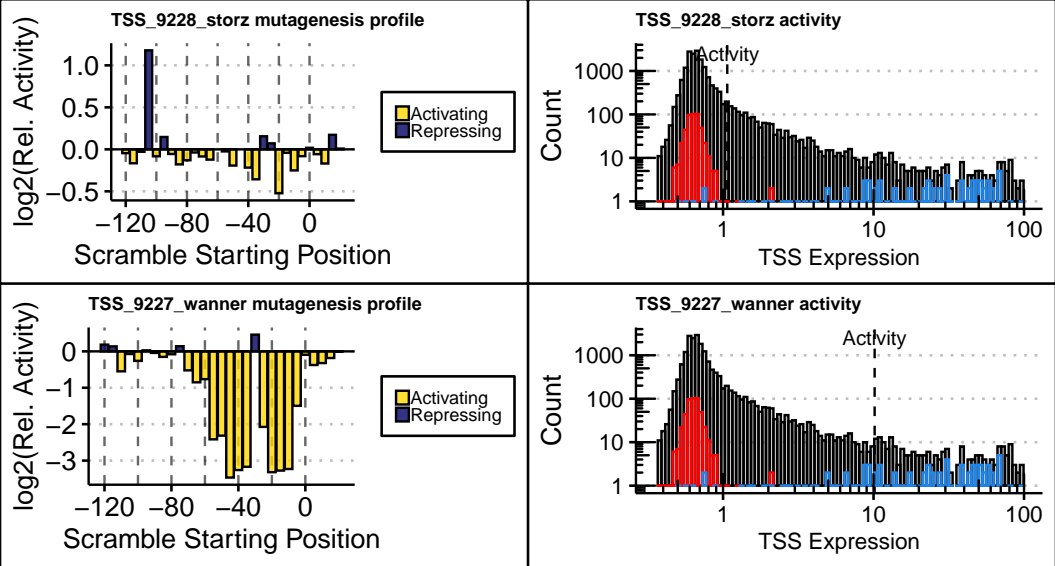 TSS_9228_storz mutagenesis profile
log2(Rel. Activity)
1.0
0.5
0.0
−0.5
−120
−80
−40
0
Scramble Starting Position
Activating
Repressing
TSS_9228_storz activity
Activity
Count
1000
100
10
1
1
10
100
TSS Expression
TSS_9227_wanner mutagenesis profile
log2(Rel. Activity)
0
−1
−2
−3
−120
−80
−40
0
Scramble Starting Position
Activating
Repressing
TSS_9227_wanner activity
Activity
Count
1000
100
10
1
1
10
100
TSS Expression